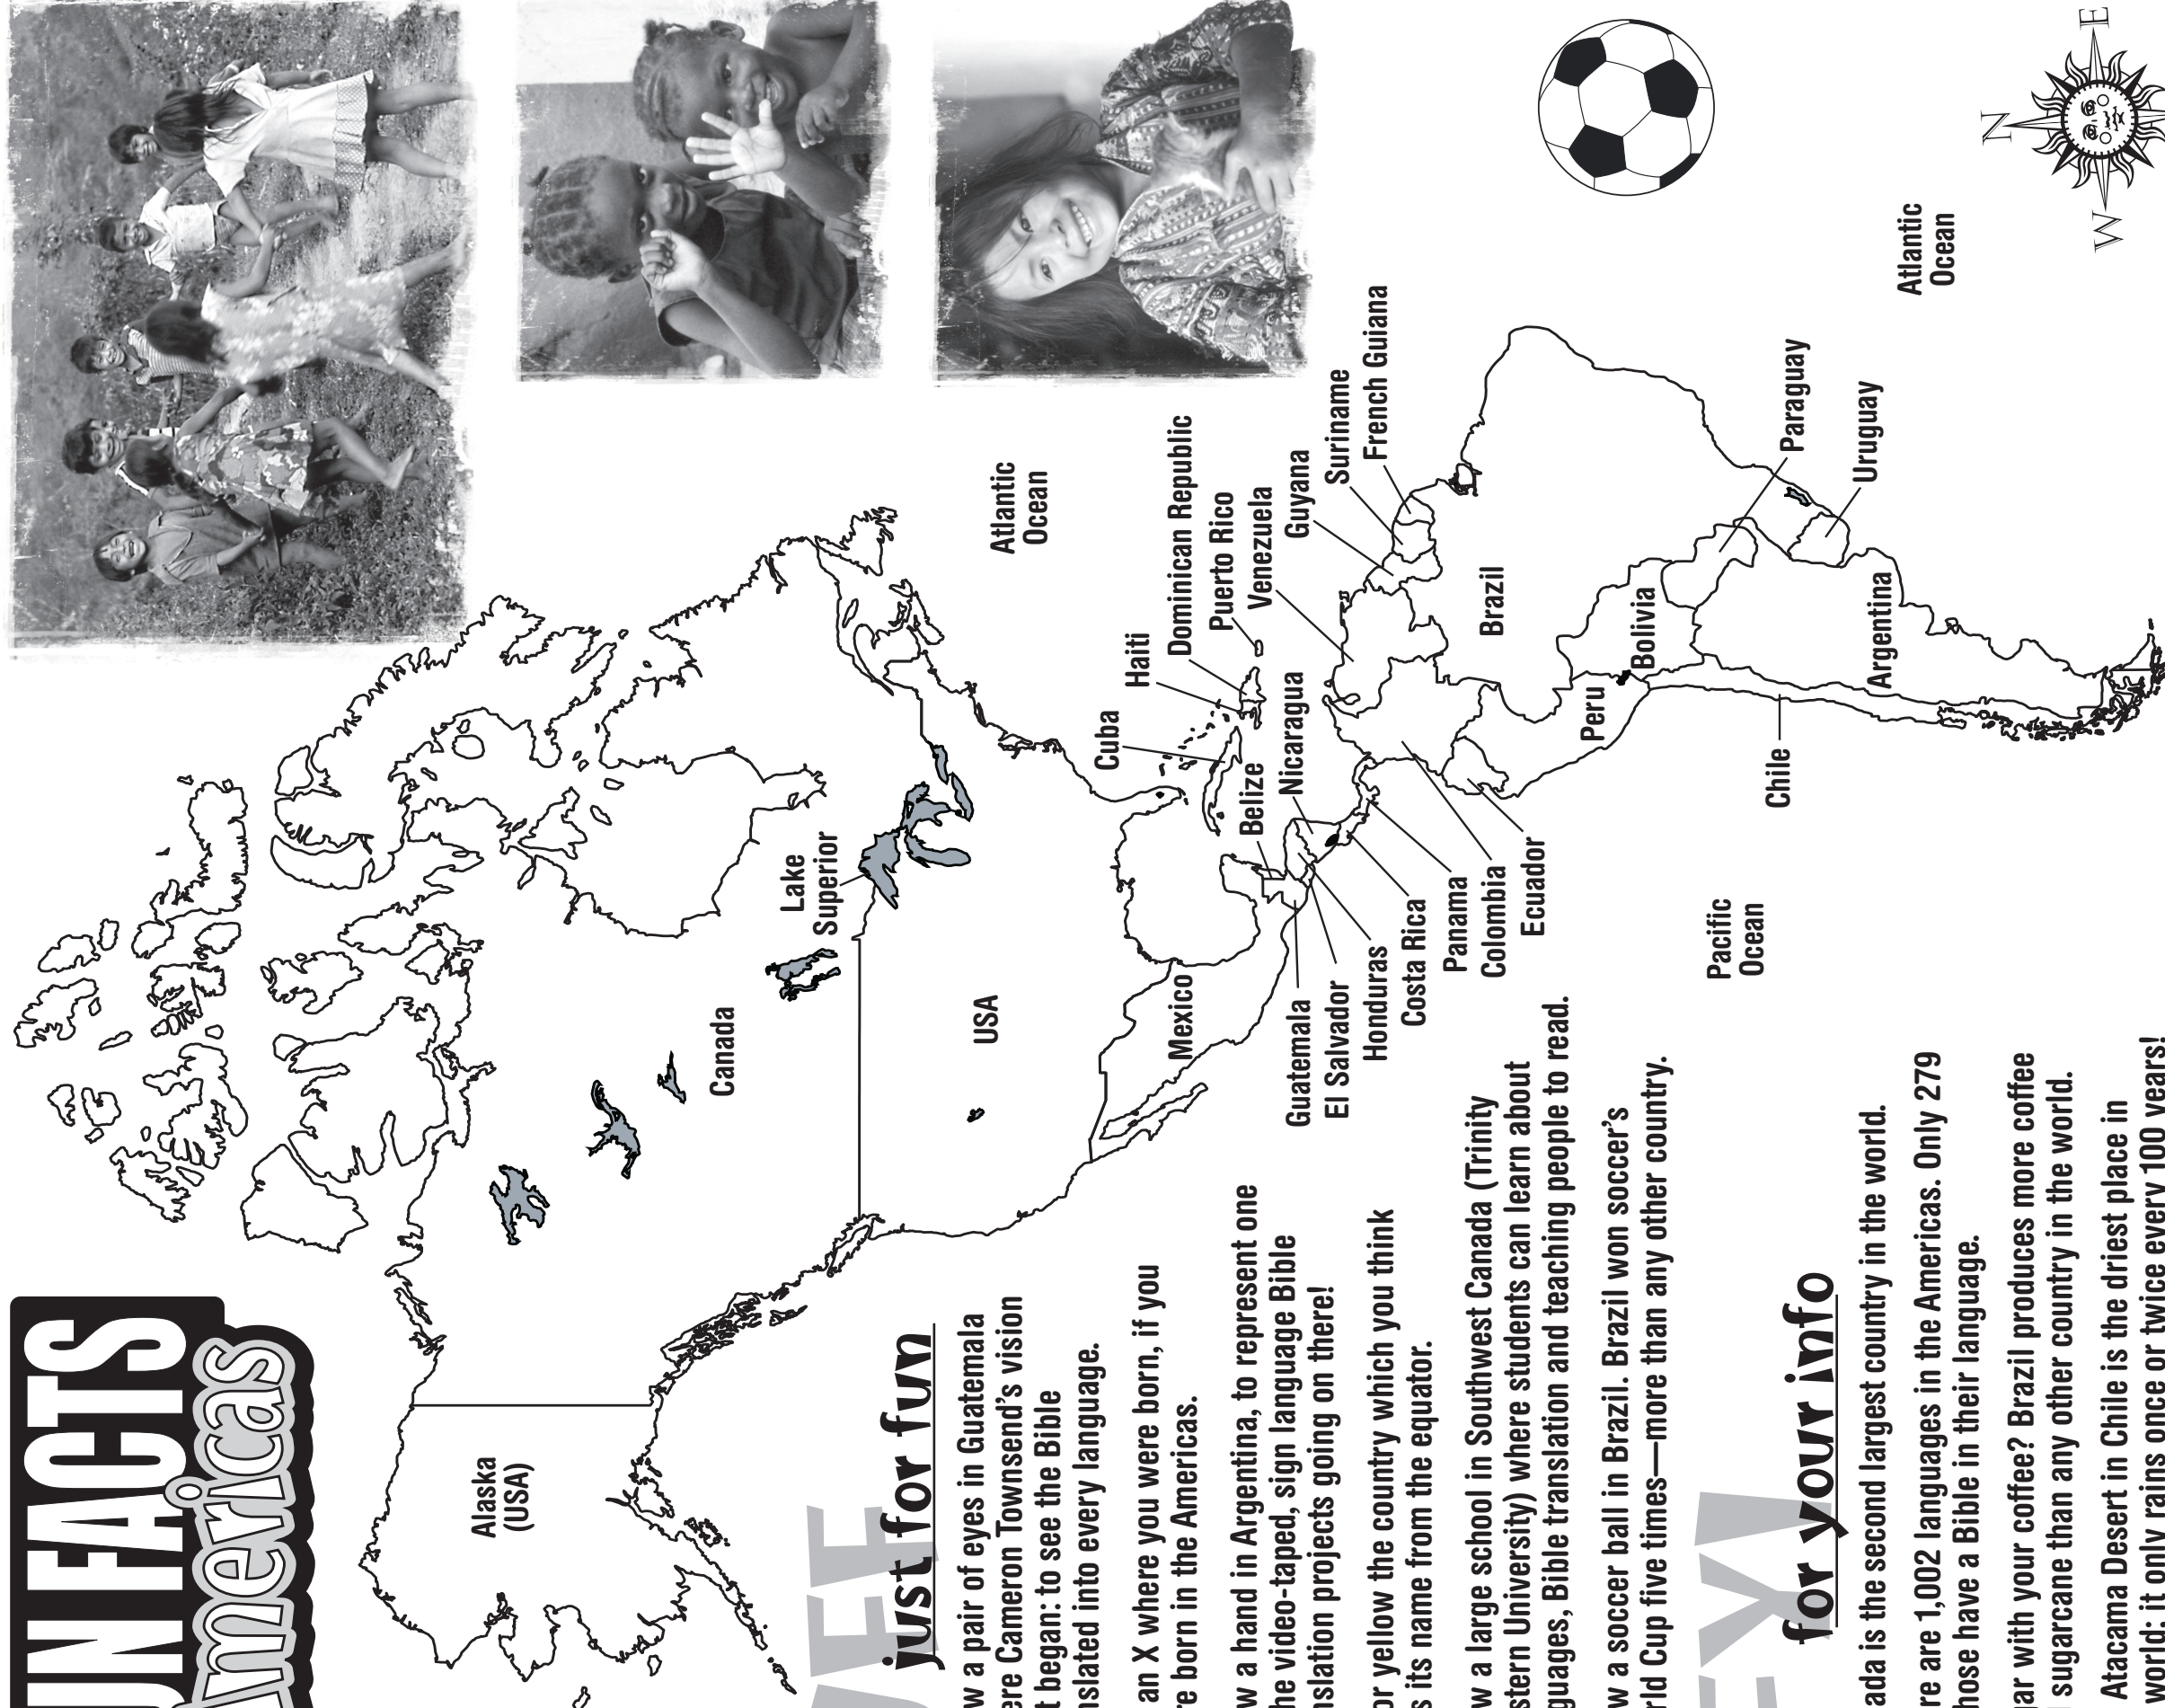 UN FACTS
mericas
Alaska
(USA)
Canada
Lake
Superior
USA
Mexico
Atlantic
Ocean
Cuba
Haiti
Dominican Republic
Puerto Rico
Venezuela
Guyana
Suriname
French Guiana
Belize
Nicaragua
Guatemala
El Salvador
Honduras
Costa Rica
Panama
Colombia
Ecuador
Brazil
Peru
Bolivia
Paraguay
Uruguay
Argentina
Chile
Pacific
Ocean
Atlantic
Ocean
N
W
E
JFF
just for fun
w a pair of eyes in Guatemala
ere Cameron Townsend's vision
t began: to see the Bible
nslated into every language.
an X where you were born, if you
re born in the Americas.
w a hand in Argentina, to represent one
he video-taped, sign language Bible
nslation projects going on there!
or yellow the country which you think
s its name from the equator.
w a large school in Southwest Canada (Trinity
stern University) where students can learn about
guages, Bible translation and teaching people to read.
w a soccer ball in Brazil. Brazil won soccer's
rld Cup five times—more than any other country.
FYI
for your info
ada is the second largest country in the world.
re are 1,002 languages in the Americas. Only 279
hose have a Bible in their language.
ar with your coffee? Brazil produces more coffee
sugarcane than any other country in the world.
Atacama Desert in Chile is the driest place in
world; it only rains once or twice every 100 years!